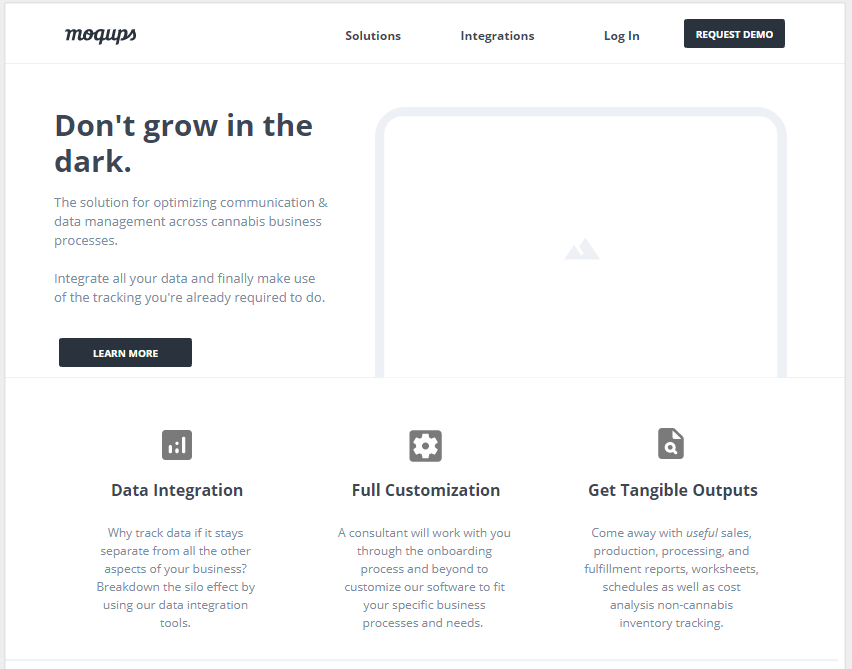 moqups
Solutions
Integrations
Log In
REQUEST DEMO
Don't grow in the
dark.
The solution for optimizing communication &
data management across cannabis business
processes.
Integrate all your data and finally make use
of the tracking you're already required to do.
LEARN MORE
Data Integration
Why track data if it stays
separate from all the other
aspects of your business?
Breakdown the silo effect by
using our data integration
tools.
Full Customization
A consultant will work with you
through the onboarding
process and beyond to
customize our software to fit
your specific business
processes and needs.
Get Tangible Outputs
Come away with useful sales,
production, processing, and
fulfillment reports, worksheets,
schedules as well as cost
analysis non-cannabis
inventory tracking.